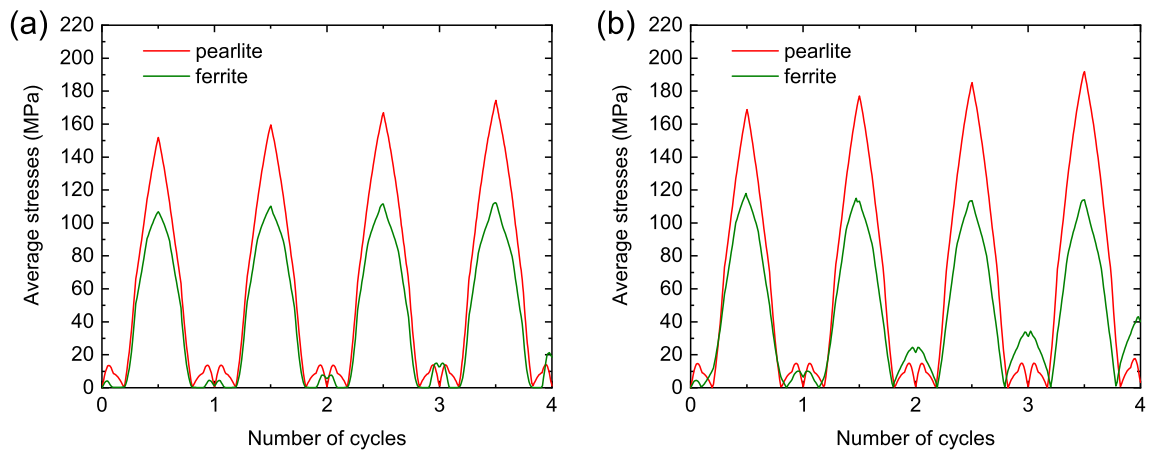 (a)
220
200
180
160
140
120
100
80
60
40
20
0
Average stresses (MPa)
pearlite
ferrite
0 1 2 3 4
Number of cycles
(b)
220
200
180
160
140
120
100
80
60
40
20
0
Average stresses (MPa)
pearlite
ferrite
0 1 2 3 4
Number of cycles